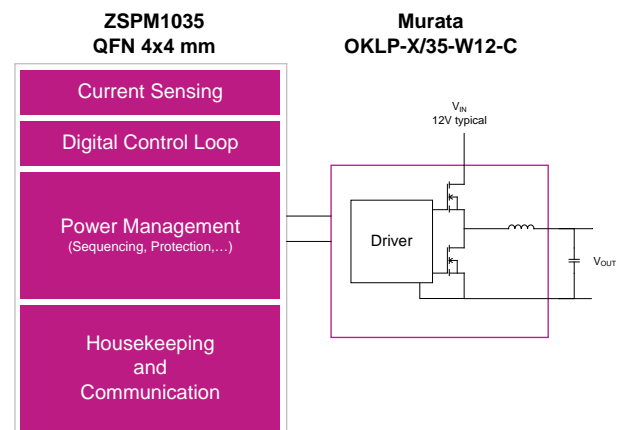 ZSPM1035
QFN 4x4 mm
Murata
OKLP-X/35-W12-C
Current Sensing
Digital Control Loop
Power Management
(Sequencing, Protection,…)
Housekeeping
and
Communication
VIN
12V typical
Driver
VOUT